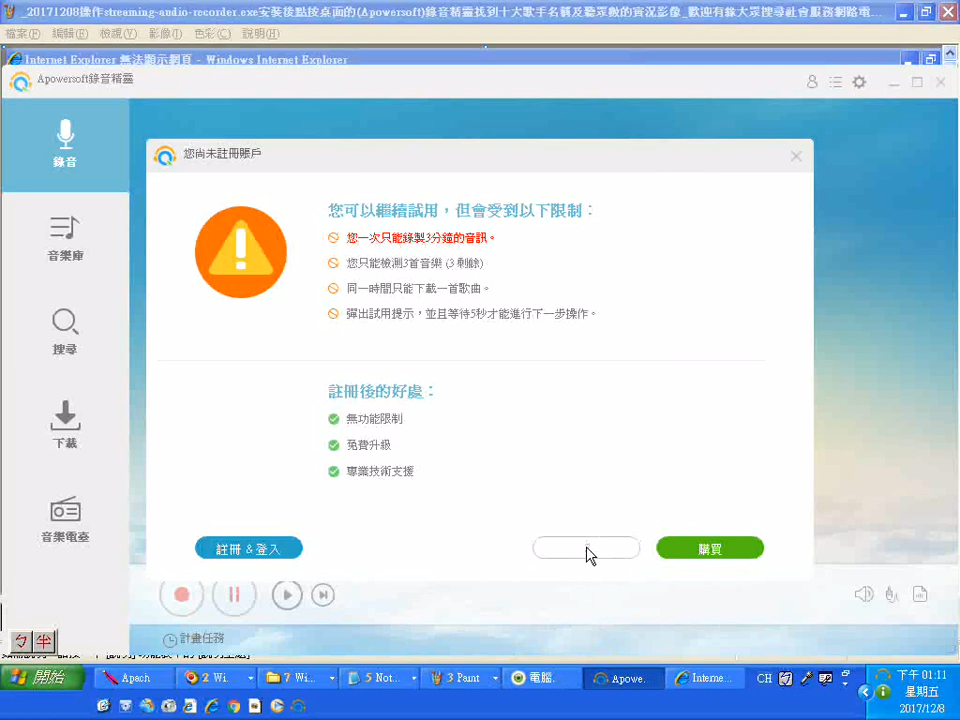 _20171208操作streaming-audio-recorder.exe安裝後點按桌面的(Apowersoft)錄音精靈找到十大歌手名稱及聽眾數的實況影像_歡迎有緣大眾搜尋社會服務網路電...
檔案(F) 編輯(E) 檢視(V) 影像(I) 色彩(C) 說明(H)
Internet Explorer 無法顯示網頁 - Windows Internet Explorer
Apowersoft錄音精靈
錄音
音樂庫
搜尋
下載
音樂電臺
您尚未註冊賬戶
您可以繼續試用，但會受到以下限制：
您一次只能錄製3分鐘的音訊。
您只能檢測3首音樂 (3 剩餘)
同一時間只能下載一首歌曲。
彈出試用提示，並且等待5秒才能進行下一步操作。
註冊後的好處：
無功能限制
免費升級
專業技術支援
註冊 & 登入
購買
計畫任務
ㄅ 半
開始
Apach
2 Wi...
7 Wi...
5 Not...
3 Paint
電腦.
Apowe.
Interne...
CH
下午 01:11
星期五
2017/12/8